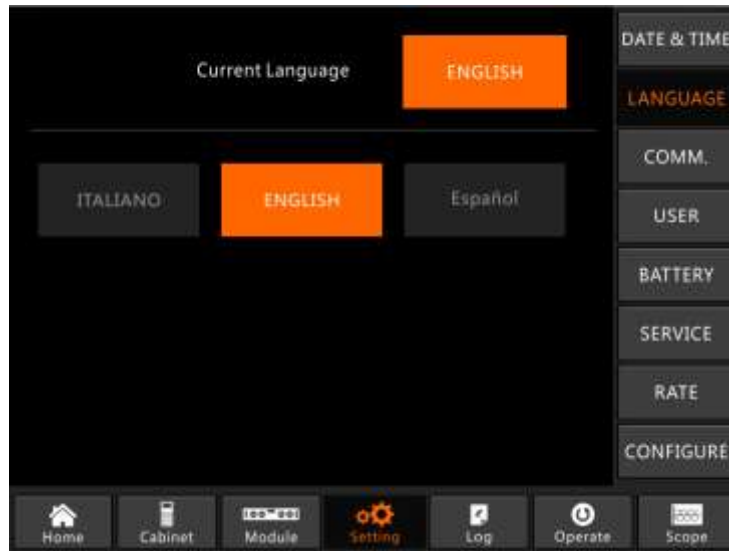 Current Language
ENGLISH
ITALIANO
ENGLISH
Español
DATE & TIME
LANGUAGE
COMM.
USER
BATTERY
SERVICE
RATE
CONFIGURE
Home
Cabinet
Module
Setting
Log
Operate
Scope